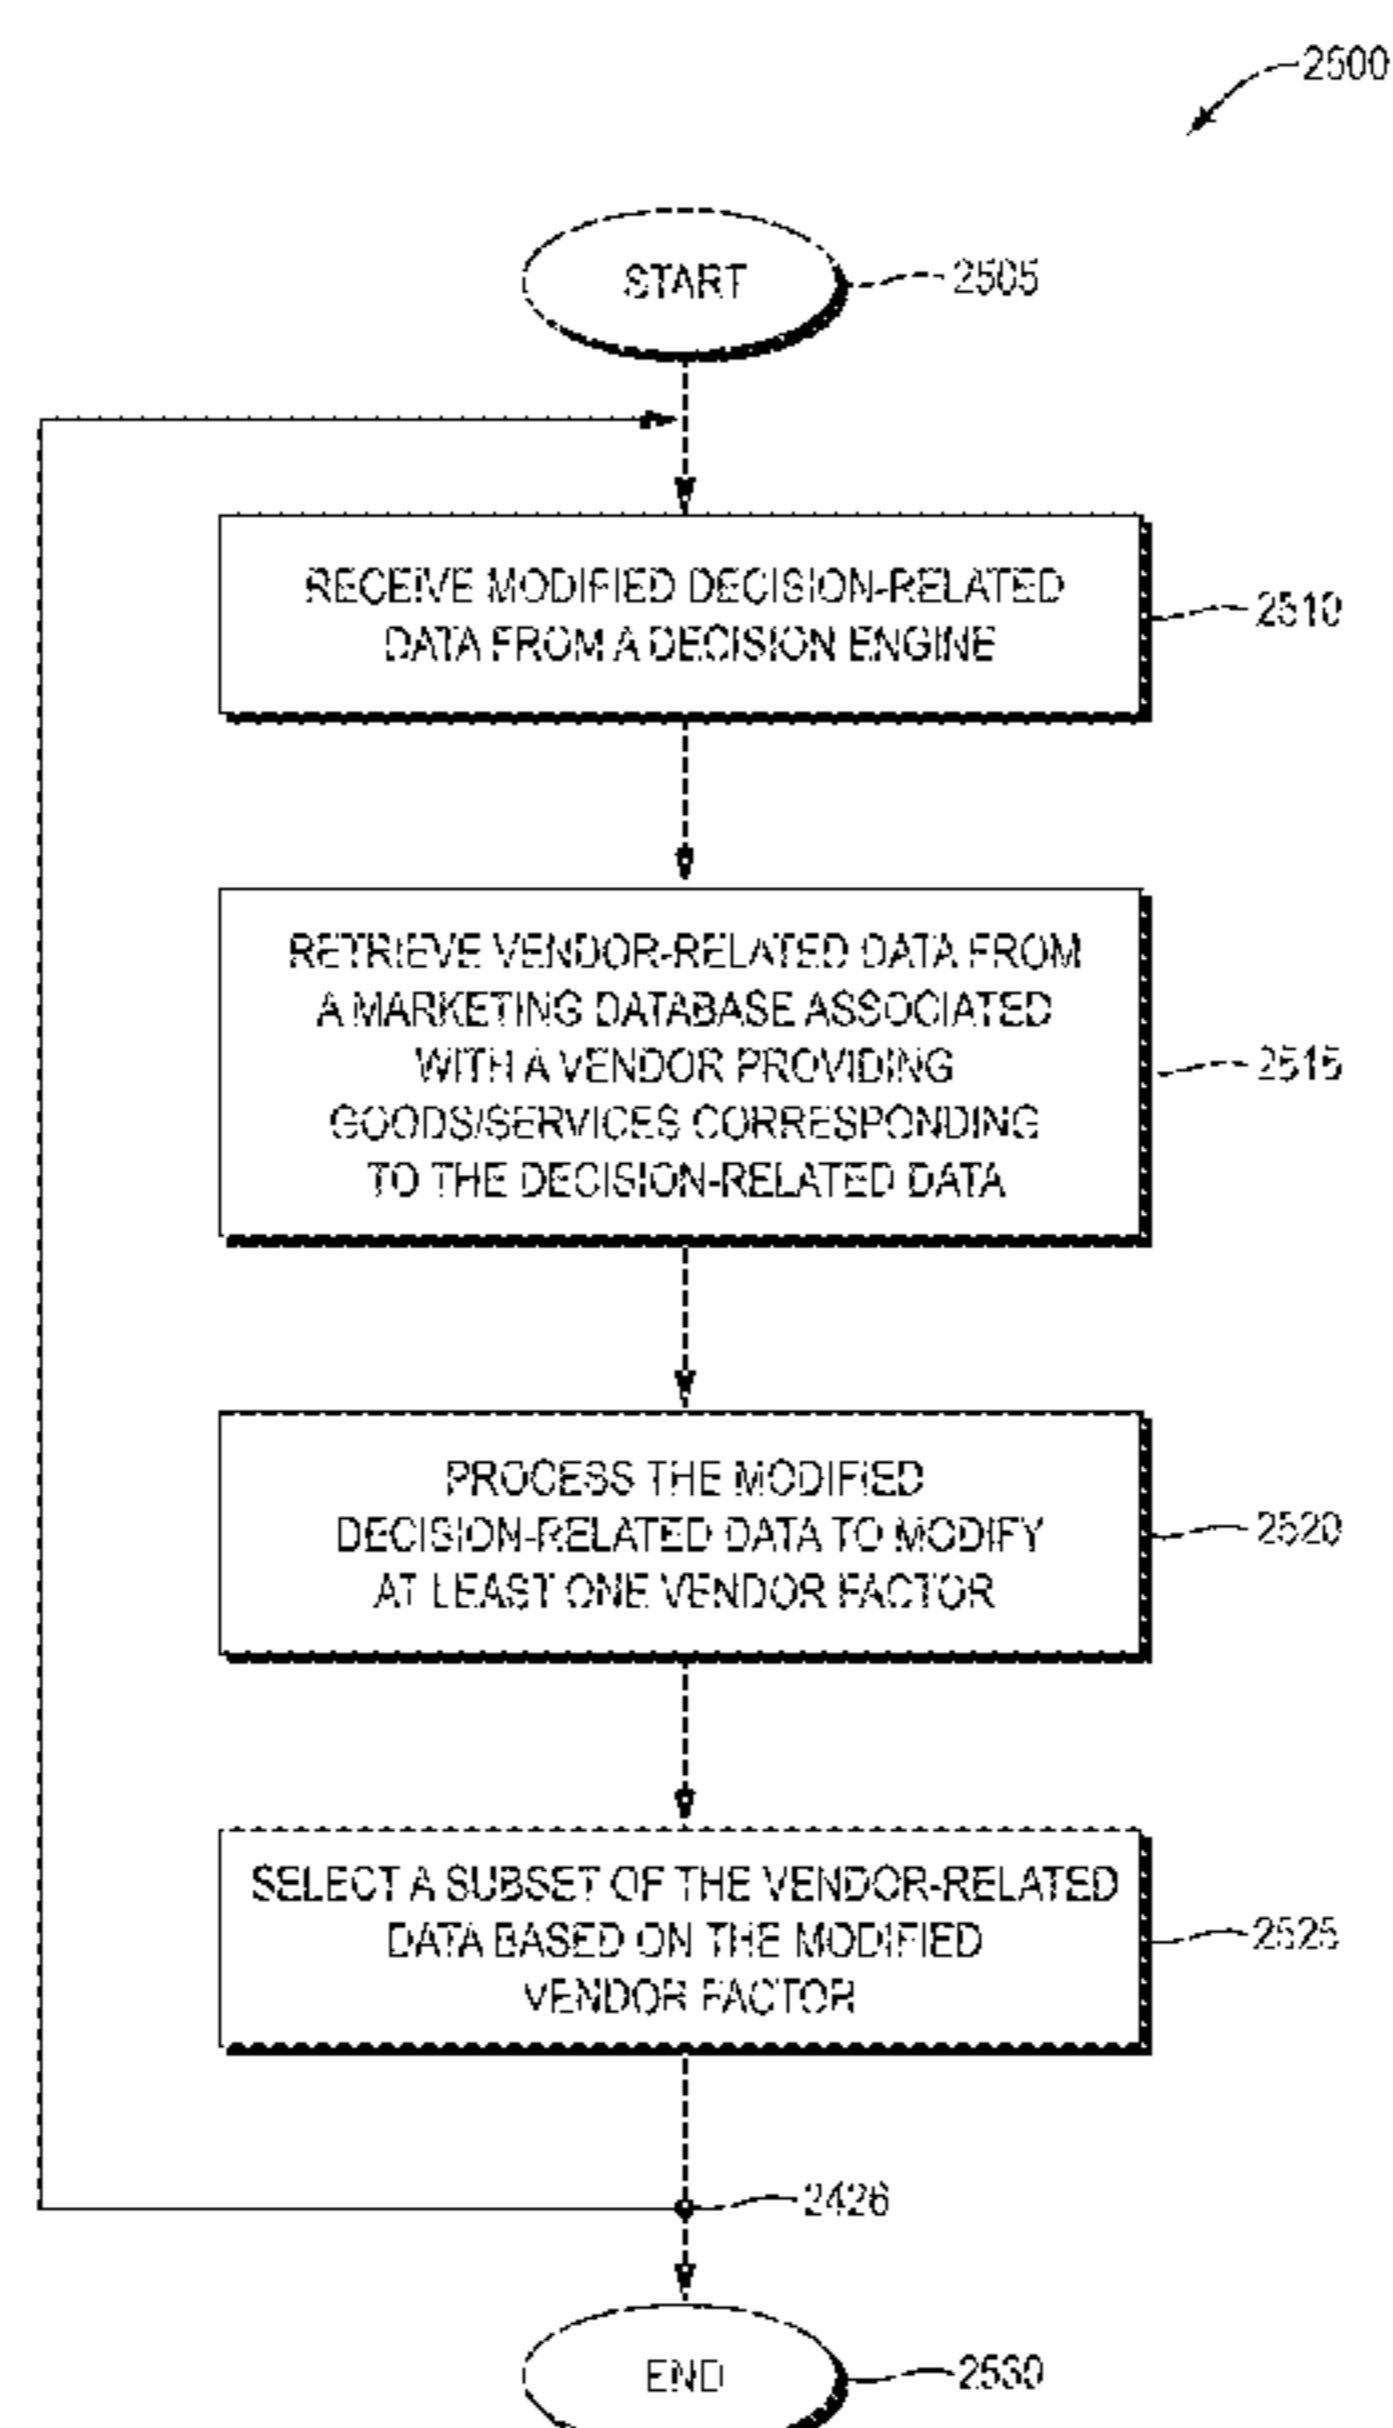 2500
START
2505
RECEIVE MODIFIED DECISION-RELATED
DATA FROM A DECISION ENGINE
2510
RETRIEVE VENDOR-RELATED DATA FROM
A MARKETING DATABASE ASSOCIATED
WITH A VENDOR PROVIDING
GOODS/SERVICES CORRESPONDING
TO THE DECISION-RELATED DATA
2515
PROCESS THE MODIFIED
DECISION-RELATED DATA TO MODIFY
AT LEAST ONE VENDOR FACTOR
2520
SELECT A SUBSET OF THE VENDOR-RELATED
DATA BASED ON THE MODIFIED
VENDOR FACTOR
2525
2426
END
2530